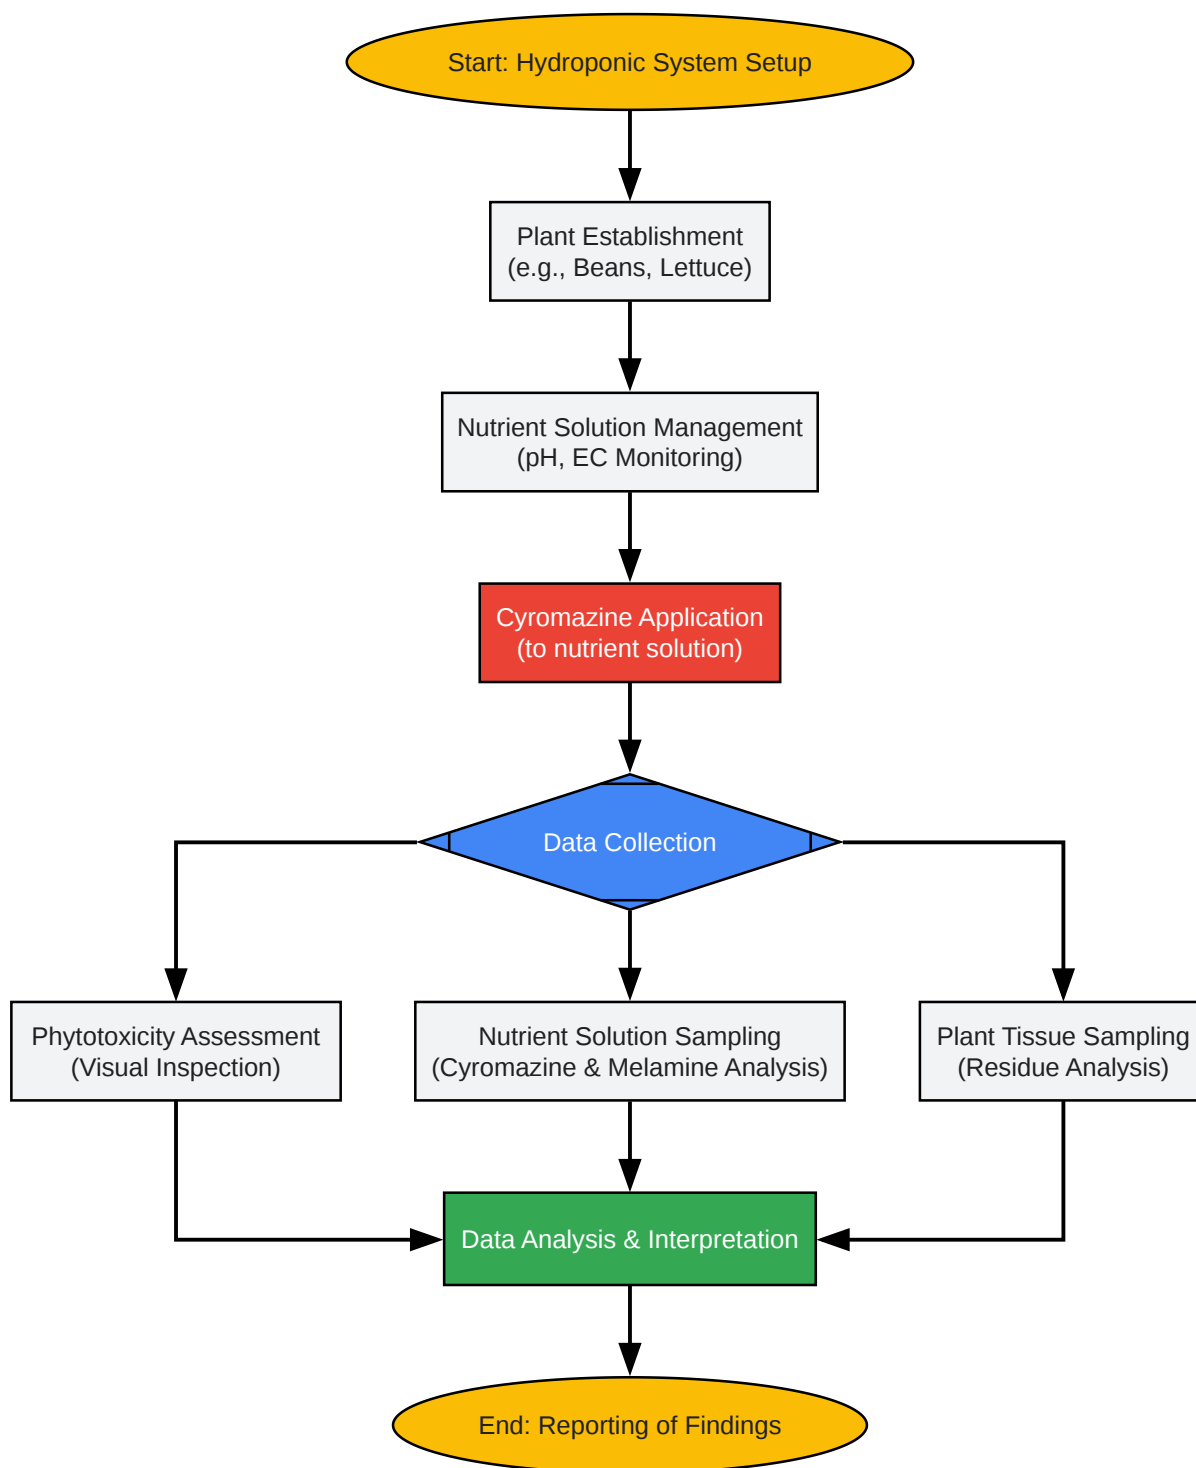 Start: Hydroponic System Setup
Plant Establishment
(e.g., Beans, Lettuce)
Nutrient Solution Management
(pH, EC Monitoring)
Cyromazine Application
(to nutrient solution)
Data Collection
Phytotoxicity Assessment
(Visual Inspection)
Nutrient Solution Sampling
(Cyromazine & Melamine Analysis)
Plant Tissue Sampling
(Residue Analysis)
Data Analysis & Interpretation
End: Reporting of Findings